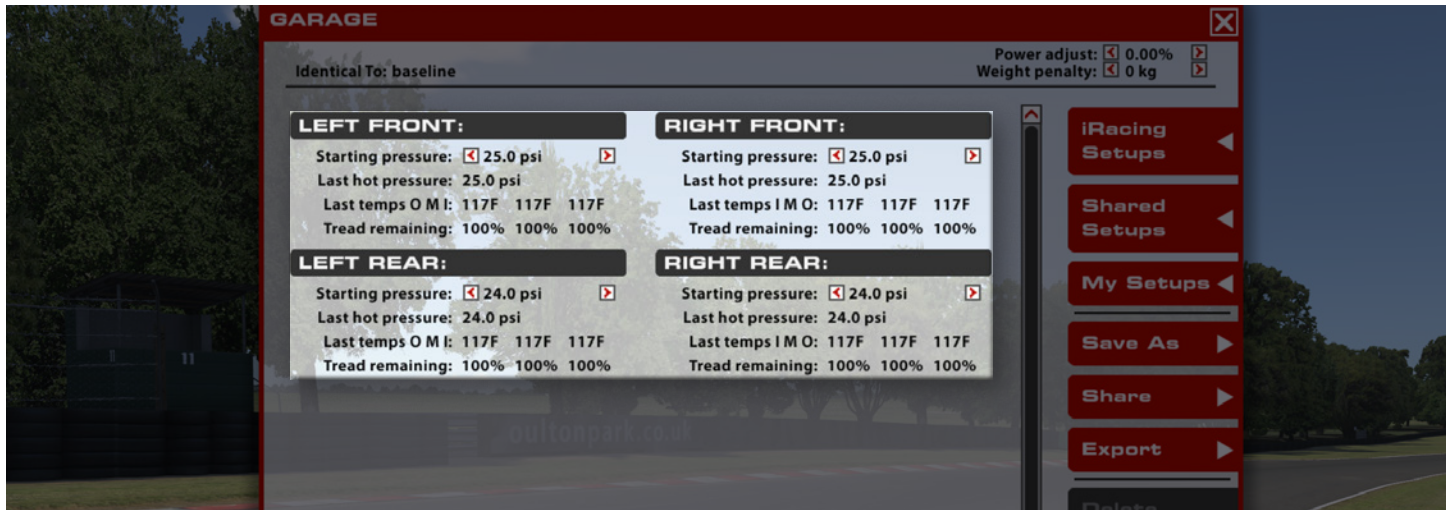 GARAGE
Identical To: baseline
Power adjust: 0.00%
Weight penalty: 0 kg
LEFT FRONT:
Starting pressure: 25.0 psi
Last hot pressure: 25.0 psi
Last temps O M I: 117F 117F 117F
Tread remaining: 100% 100% 100%
RIGHT FRONT:
Starting pressure: 25.0 psi
Last hot pressure: 25.0 psi
Last temps I M O: 117F 117F 117F
Tread remaining: 100% 100% 100%
LEFT REAR:
Starting pressure: 24.0 psi
Last hot pressure: 24.0 psi
Last temps O M I: 117F 117F 117F
Tread remaining: 100% 100% 100%
RIGHT REAR:
Starting pressure: 24.0 psi
Last hot pressure: 24.0 psi
Last temps I M O: 117F 117F 117F
Tread remaining: 100% 100% 100%
iRacing
Setups
Shared
Setups
My Setups
Save As
Share
Export
Delete
11
oultonpark.co.uk